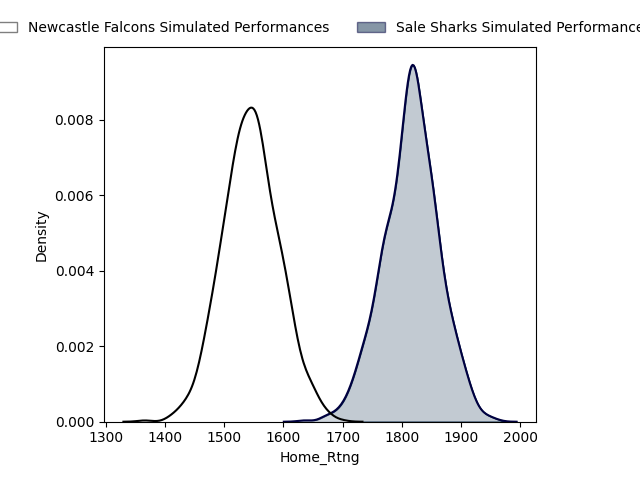 Newcastle Falcons Simulated Performances
Sale Sharks Simulated Performance
0.008
0.006
0.004
0.002
0.000
Density
1300 1400 1500 1600 1700 1800 1900 2000
Home_Rtng